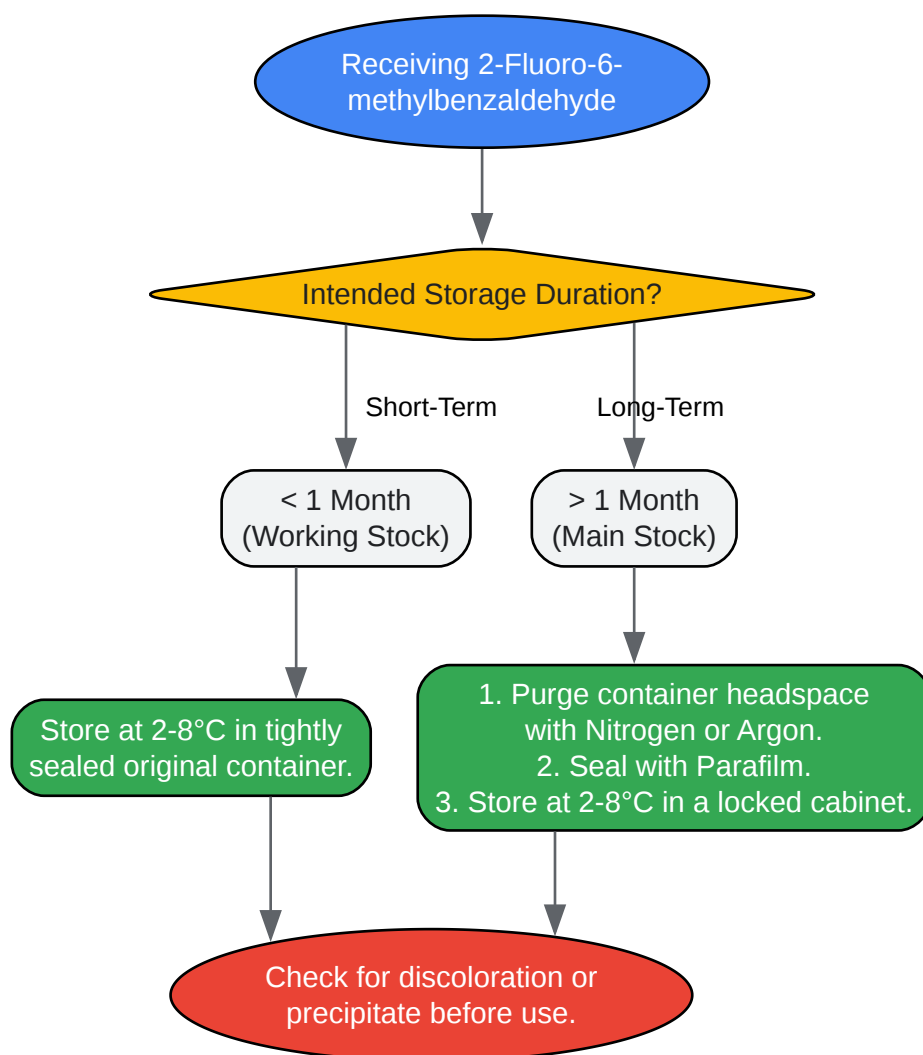 Receiving 2-Fluoro-6-
methylbenzaldehyde
Intended Storage Duration?
Short-Term
Long-Term
< 1 Month
(Working Stock)
> 1 Month
(Main Stock)
Store at 2-8°C in tightly
sealed original container.
1. Purge container headspace
with Nitrogen or Argon.
2. Seal with Parafilm.
3. Store at 2-8°C in a locked cabinet.
Check for discoloration or
precipitate before use.